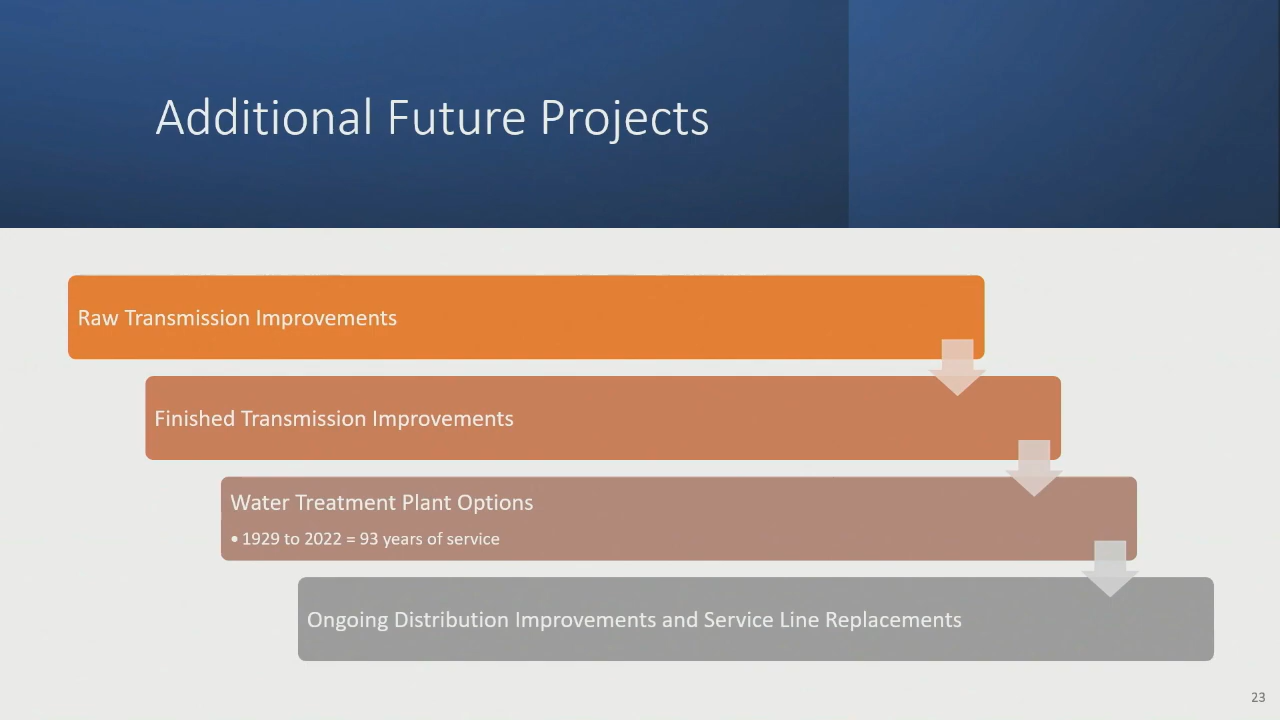 Additional Future Projects
Raw Transmission Improvements
Finished Transmission Improvements
Water Treatment Plant Options
• 1929 to 2022 = 93 years of service
Ongoing Distribution Improvements and Service Line Replacements
23